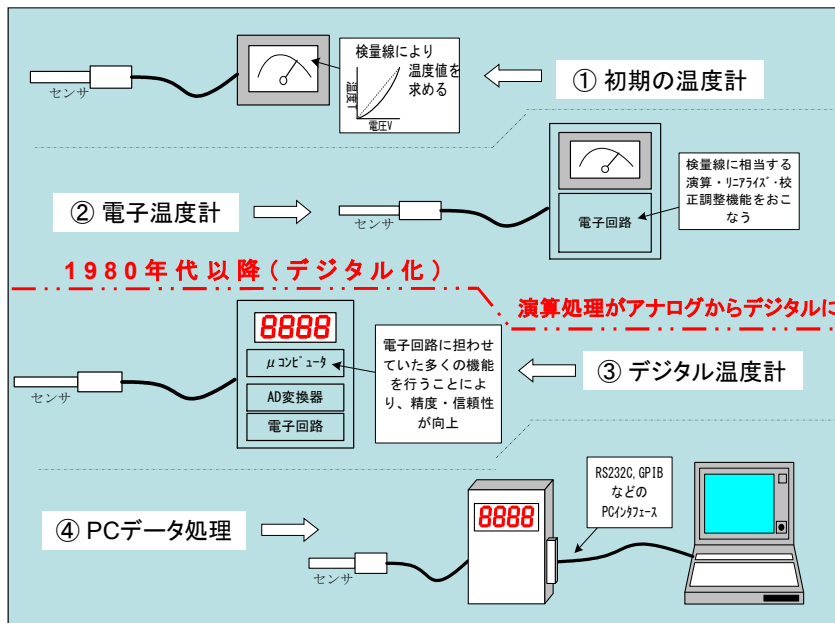 センサ
検量線により
温度値を
求める
温度T
電圧V
① 初期の温度計
② 電子温度計
センサ
電子回路
検量線に相当する
演算・リニアライズ・校
正調整機能をおこ
なう
1980年代以降(デジタル化)
演算処理がアナログからデジタルに
センサ
8888
μコンピュータ
AD変換器
電子回路
電子回路に担わせ
ていた多くの機能
を行うことによ
り、精度・信頼性
が向上
③ デジタル温度計
④ PCデータ処理
センサ
8888
RS232C,GPIB
などの
PCインタフェース